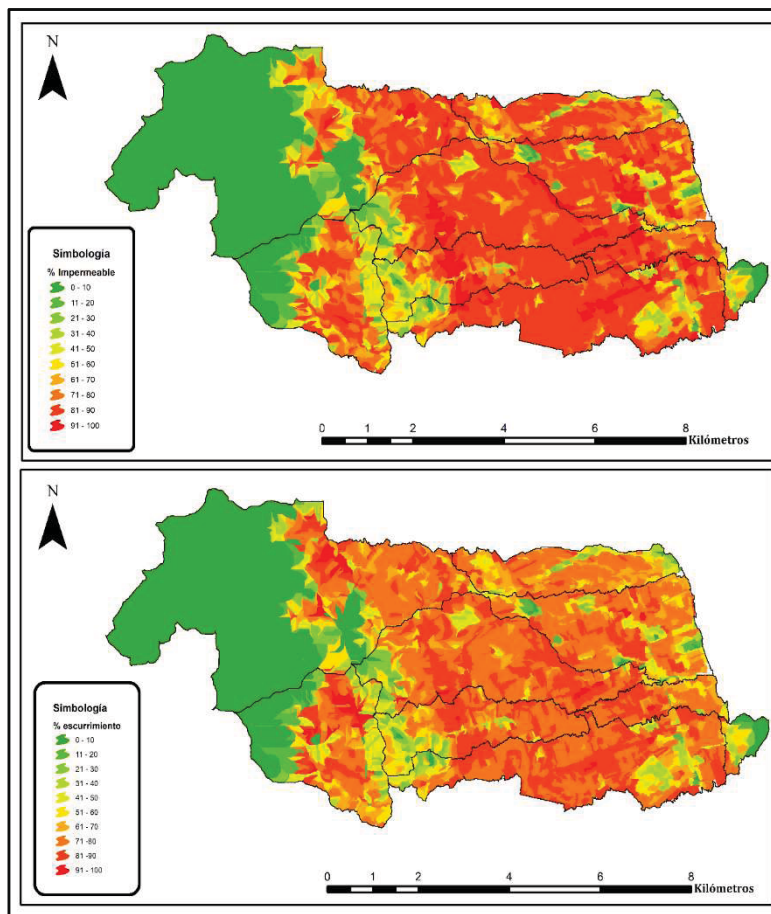 N
Simbología
% Impermeable
0 - 10
11 - 20
21 - 30
31 - 40
41 - 50
51 - 60
61 - 70
71 - 80
81 - 90
91 - 100
0 1 2 4 6 8
Kilómetros
N
Simbología
% escurrimiento
0 - 10
11 - 20
21 - 30
31 - 40
41 - 50
51 - 60
61 - 70
71 -80
81 - 90
91 - 100
0 1 2 4 6 8
Kilómetros